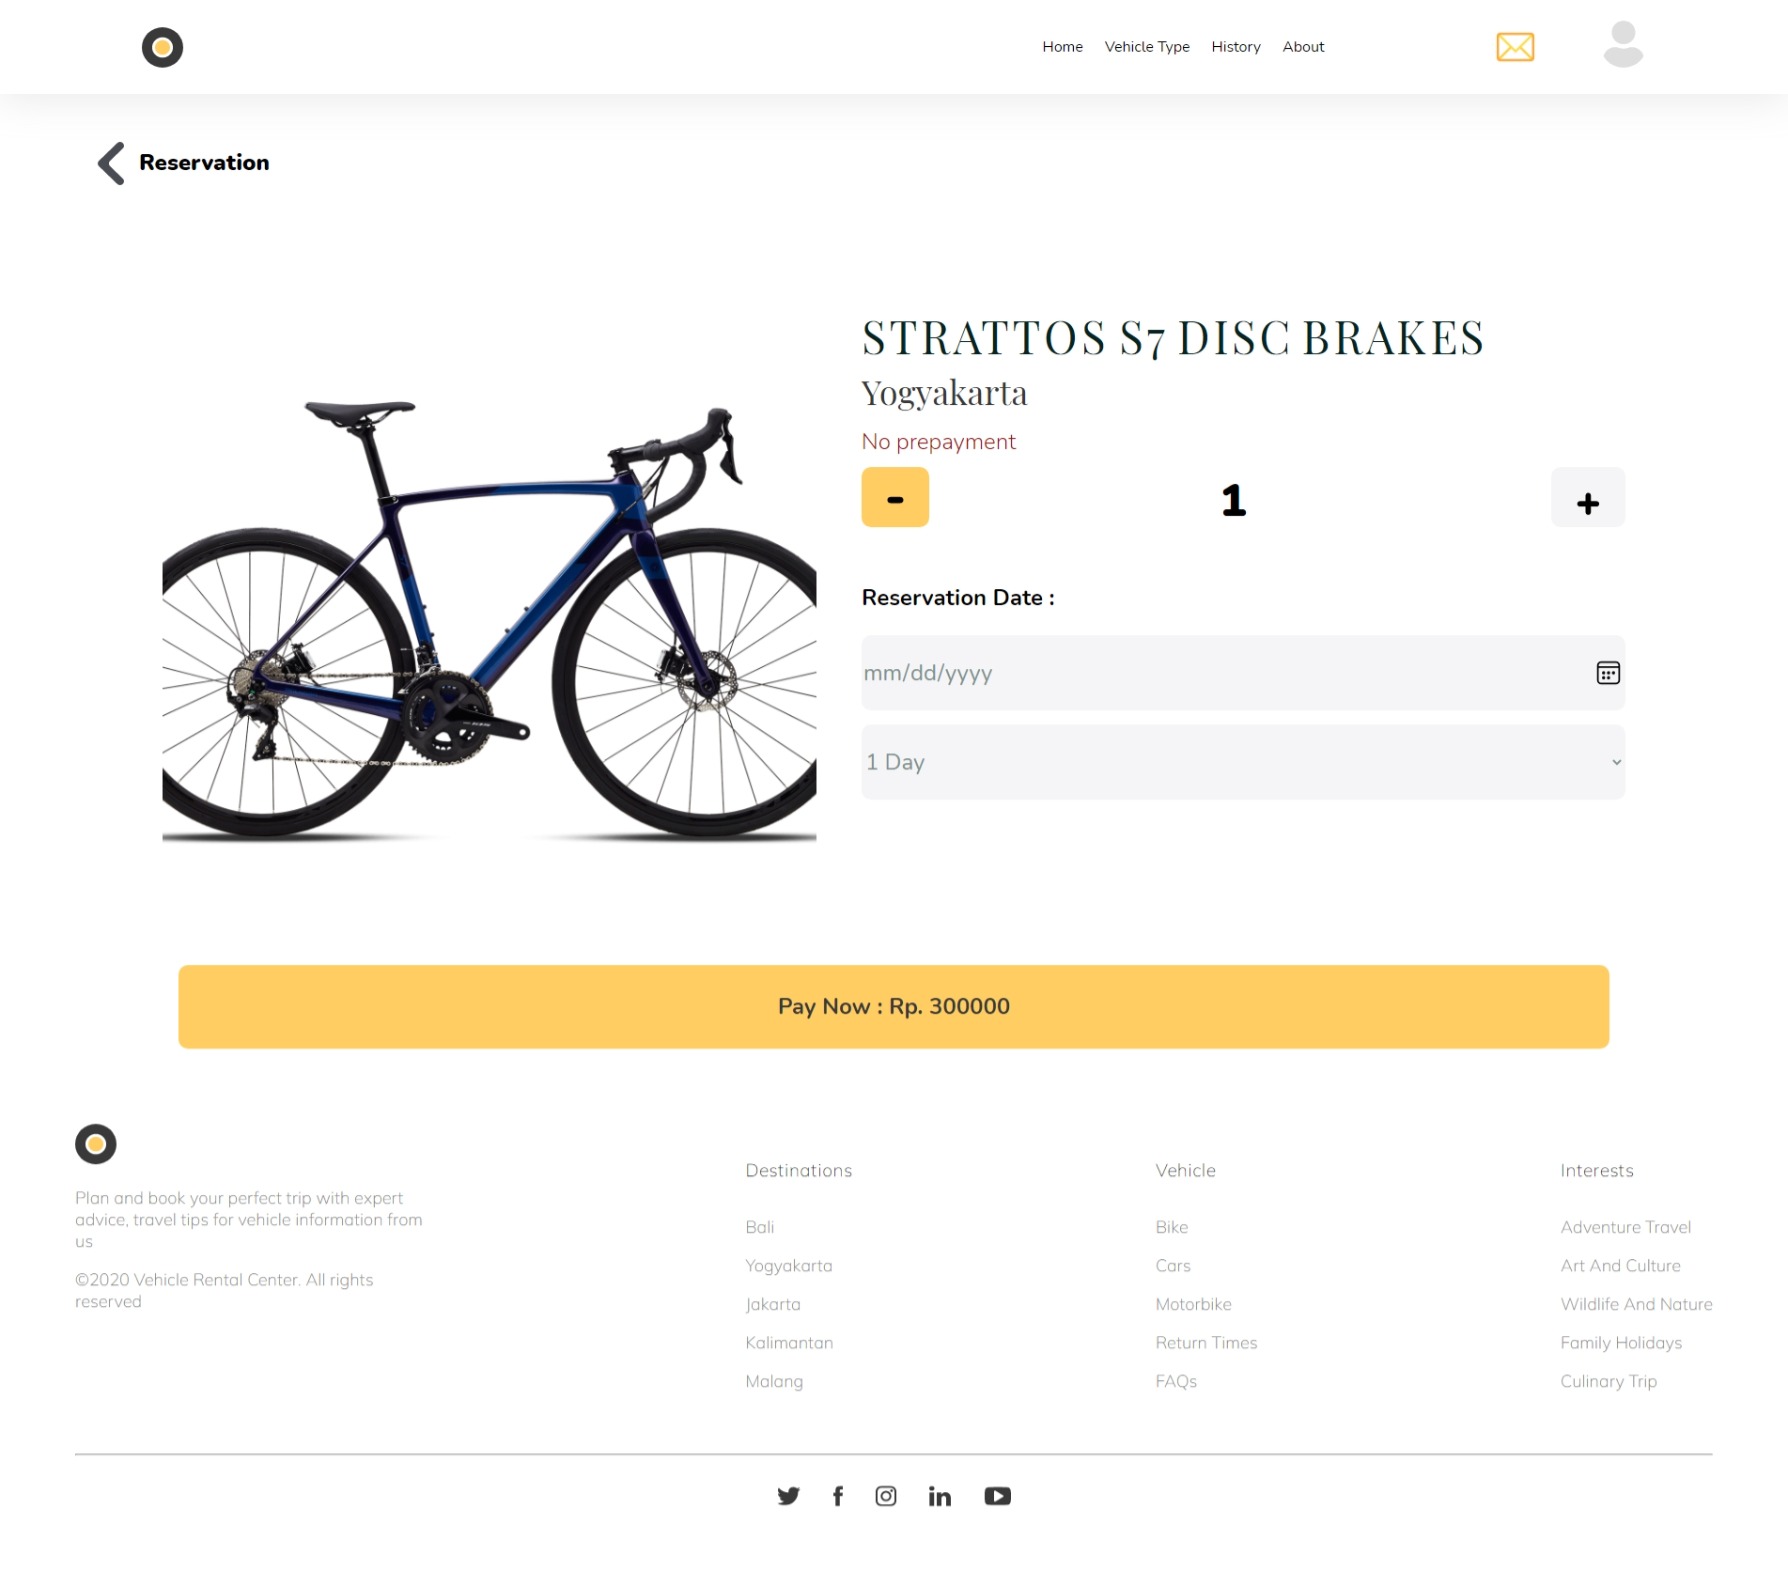 Home Vehicle Type History About
Reservation
STRATTOS S7 DISC BRAKES
Yogyakarta
No prepayment
- 1 +
Reservation Date :
mm/dd/yyyy
1 Day
Pay Now : Rp. 300000
Plan and book your perfect trip with expert
advice, travel tips for vehicle information from
us
©2020 Vehicle Rental Center. All rights
reserved
Destinations
Bali
Yogyakarta
Jakarta
Kalimantan
Malang
Vehicle
Bike
Cars
Motorbike
Return Times
FAQs
Interests
Adventure Travel
Art And Culture
Wildlife And Nature
Family Holidays
Culinary Trip